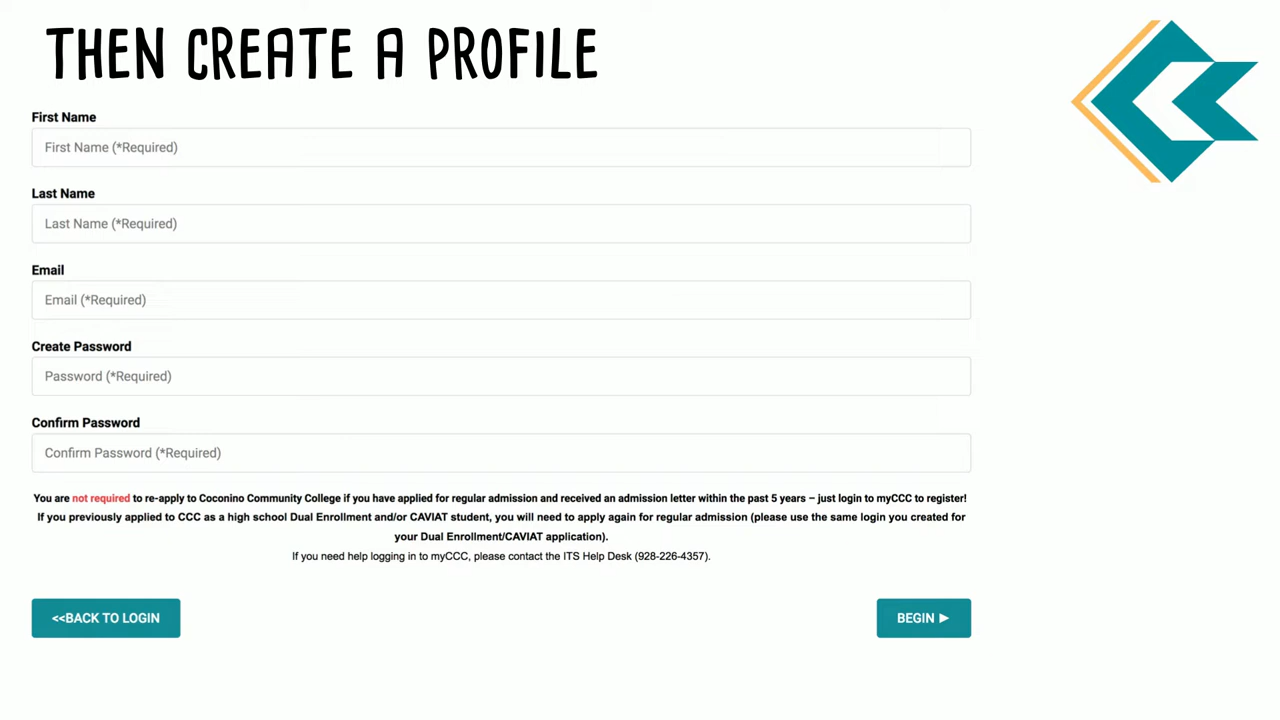 THEN CREATE A PROFILE
First Name
First Name (*Required)
Last Name
Last Name (*Required)
Email
Email (*Required)
Create Password
Password (*Required)
Confirm Password
Confirm Password (*Required)
You are not required to re-apply to Coconino Community College if you have applied for regular admission and received an admission letter within the past 5 years – just login to myCCC to register!
If you previously applied to CCC as a high school Dual Enrollment and/or CAVIAT student, you will need to apply again for regular admission (please use the same login you created for
your Dual Enrollment/CAVIAT application).
If you need help logging in to myCCC, please contact the ITS Help Desk (928-226-4357).
<<BACK TO LOGIN
BEGIN ►